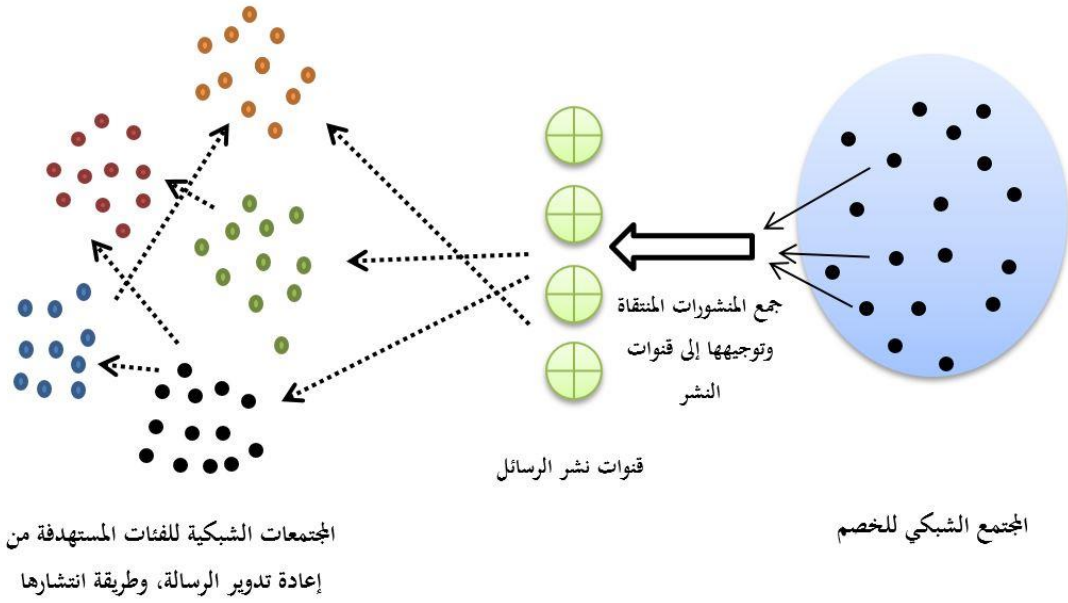 جمع المنشورات المنتقاة
وتوجيهها إلى قنوات
النشر
قنوات نشر الرسائل
المجتمع الشبكي للخصم
المجتمعات الشبكية للفئات المستهدفة من
إعادة تدوير الرسالة، وطريقة انتشارها